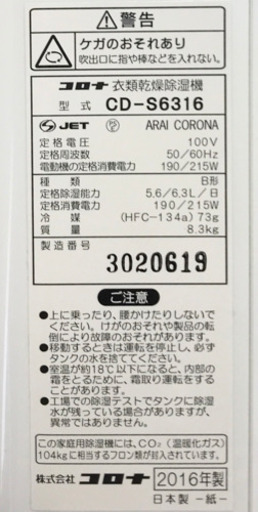 ⚠警告
ケガのおそれあり
吹出口に指や棒などを入れない。
コロナ 衣類乾燥除湿機
型式 CD-S6316
JET PS E ARAI CORONA
定格電圧 100V
定格周波数 50/60Hz
電動機の定格消費電力 190/215W
種類 B形
定格除湿能力 5.6/6.3L/日
定格消費電力 190/215W
冷媒 (HFC-134a) 73g
質量 8.3kg
製造番号
3020619
ご注意
●上に乗ったり、腰かけたりしないで
ください。けがのおそれや製品の転
倒により故障のおそれがあります。
●移動するときは運転を停止し、必ず
タンクの水を捨ててください。
●室温が約18℃以下になると、内部の
霜をとるために、霜取り運転をする
ことがあります。
●工場での除湿テストでタンクに除湿
水が残っている場合がありますが、
異常ではありません。
この家庭用除湿機には、CO₂(温暖化ガス)
104kgに相当するフロン類が封入されています。
株式会社 コロナ 2016年製
日本製 -紙-